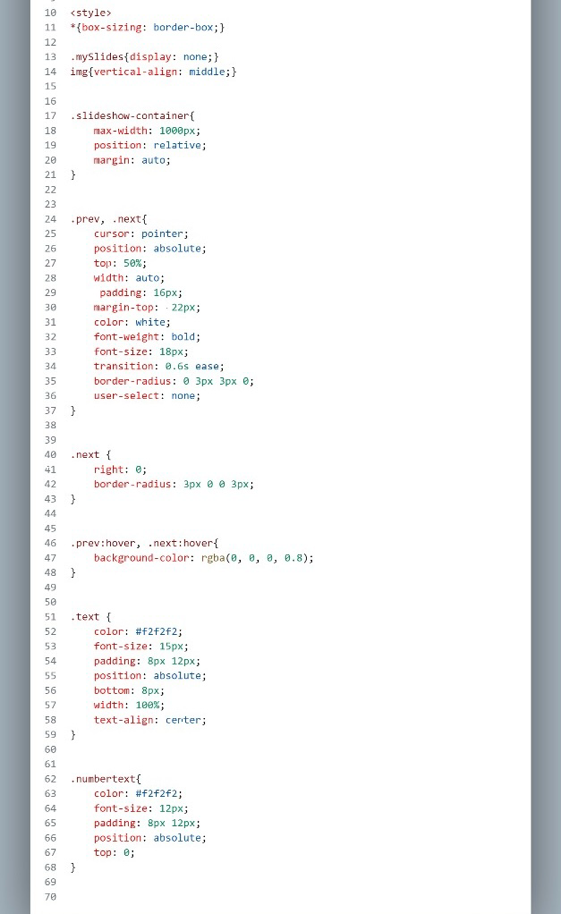 10 <style>
11 *{box-sizing: border-box;}
12
13 .mySlides{display: none;}
14 img{vertical-align: middle;}
15
16
17 .slideshow-container{
18 max-width: 1000px;
19 position: relative;
20 margin: auto;
21 }
22
23
24 .prev, .next{
25 cursor: pointer;
26 position: absolute;
27 top: 50%;
28 width: auto;
29 padding: 16px;
30 margin-top: -22px;
31 color: white;
32 font-weight: bold;
33 font-size: 18px;
34 transition: 0.6s ease;
35 border-radius: 0 3px 3px 0;
36 user-select: none;
37 }
38
39
40 .next {
41 right: 0;
42 border-radius: 3px 0 0 3px;
43 }
44
45
46 .prev:hover, .next:hover{
47 background-color: rgba(0, 0, 0, 0.8);
48 }
49
50
51 .text {
52 color: #f2f2f2;
53 font-size: 15px;
54 padding: 8px 12px;
55 position: absolute;
56 bottom: 8px;
57 width: 100%;
58 text-align: center;
59 }
60
61
62 .numbertext{
63 color: #f2f2f2;
64 font-size: 12px;
65 padding: 8px 12px;
66 position: absolute;
67 top: 0;
68 }
69
70